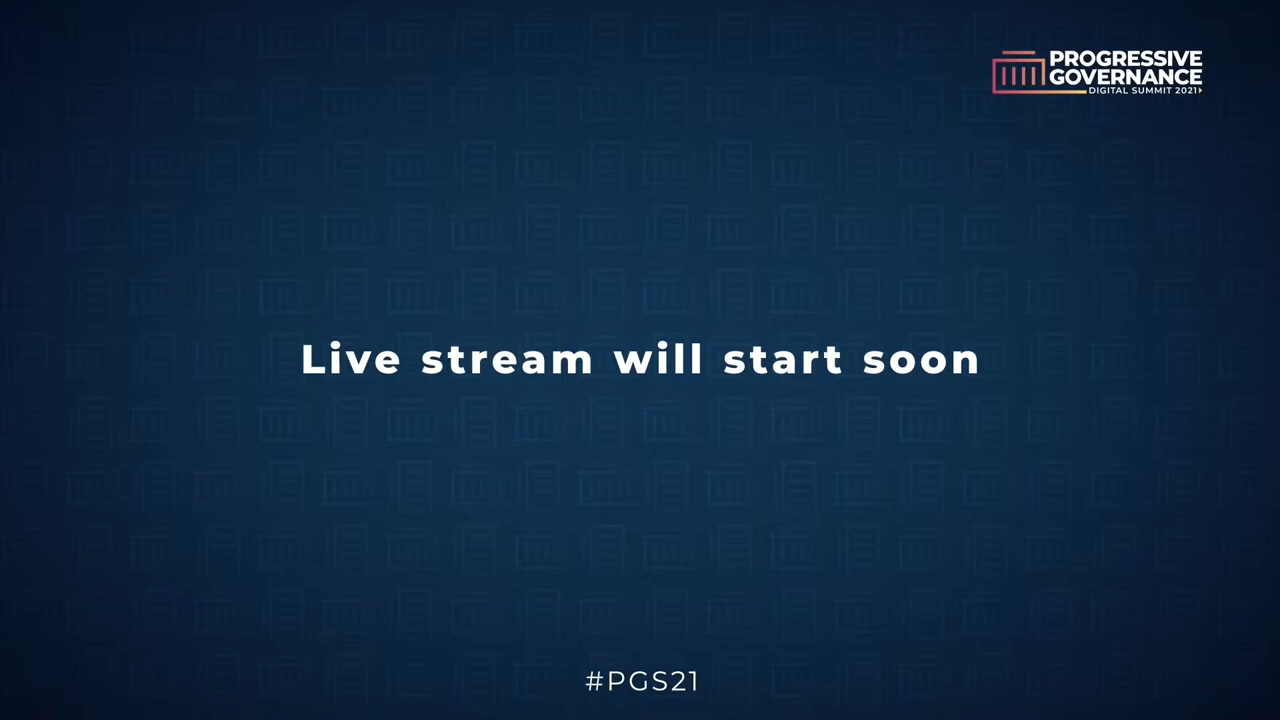 PROGRESSIVE
GOVERNANCE
DIGITAL SUMMIT 2021
Live stream will start soon
#PGS21